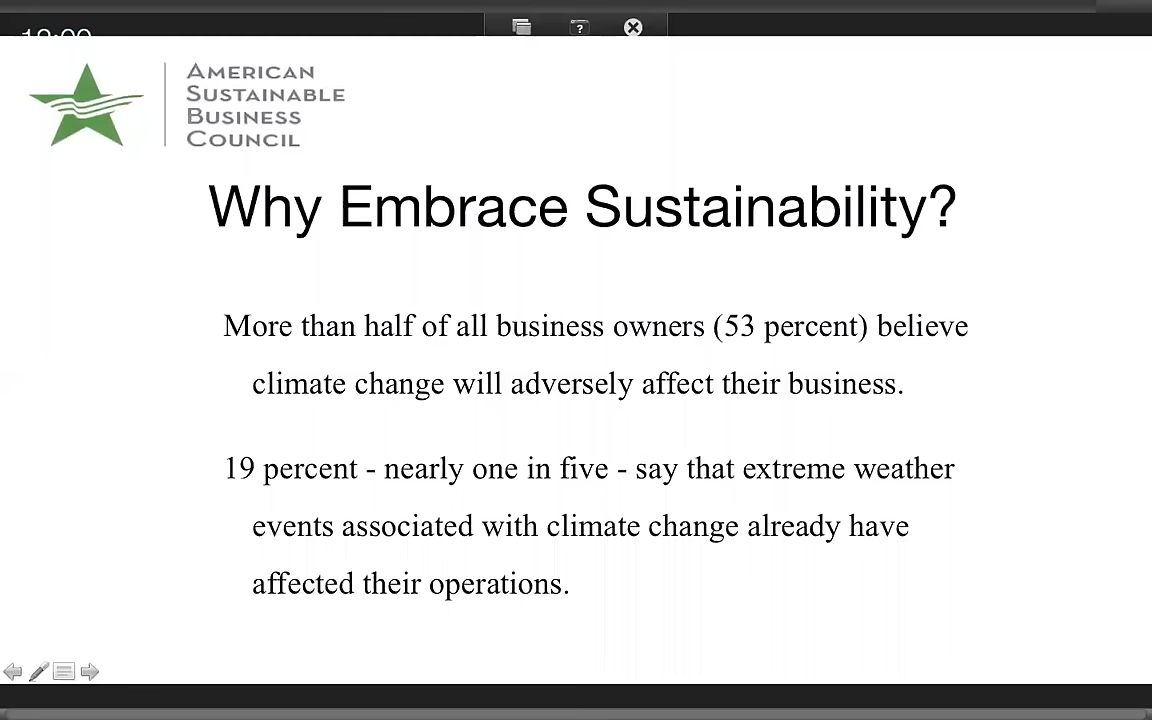 American
Sustainable
Business
Council
Why Embrace Sustainability?
More than half of all business owners (53 percent) believe
climate change will adversely affect their business.
19 percent - nearly one in five - say that extreme weather
events associated with climate change already have
affected their operations.